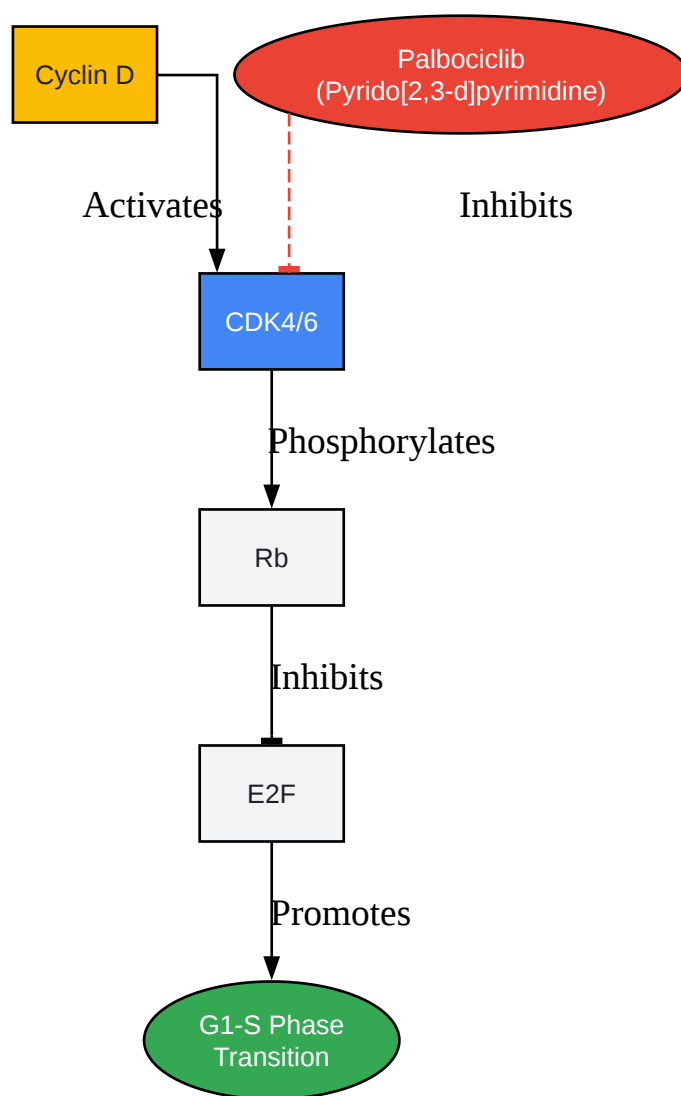 Cyclin D
Palbociclib
(Pyrido[2,3-d]pyrimidine)
Activates
Inhibits
CDK4/6
Phosphorylates
Rb
Inhibits
E2F
Promotes
G1-S Phase
Transition